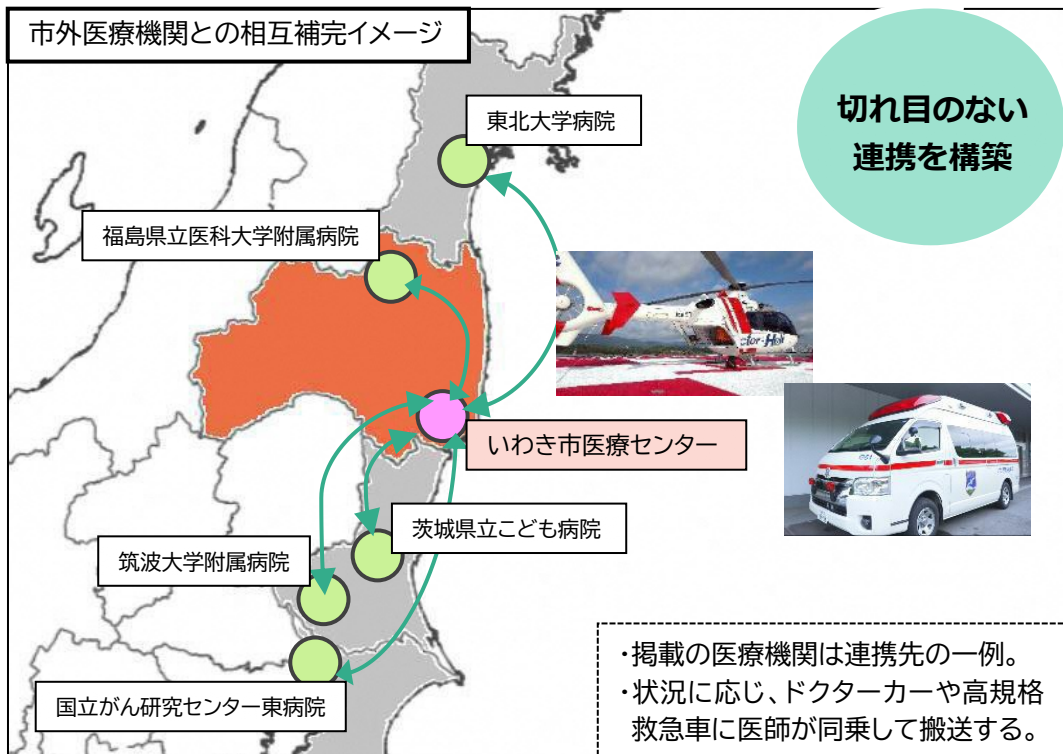 市外医療機関との相互補完イメージ
切れ目のない
連携を構築
東北大学病院
福島県立医科大学附属病院
いわき市医療センター
茨城県立こども病院
筑波大学附属病院
国立がん研究センター東病院
・掲載の医療機関は連携先の一例。
・状況に応じ、ドクターカーや高規格
救急車に医師が同乗して搬送する。